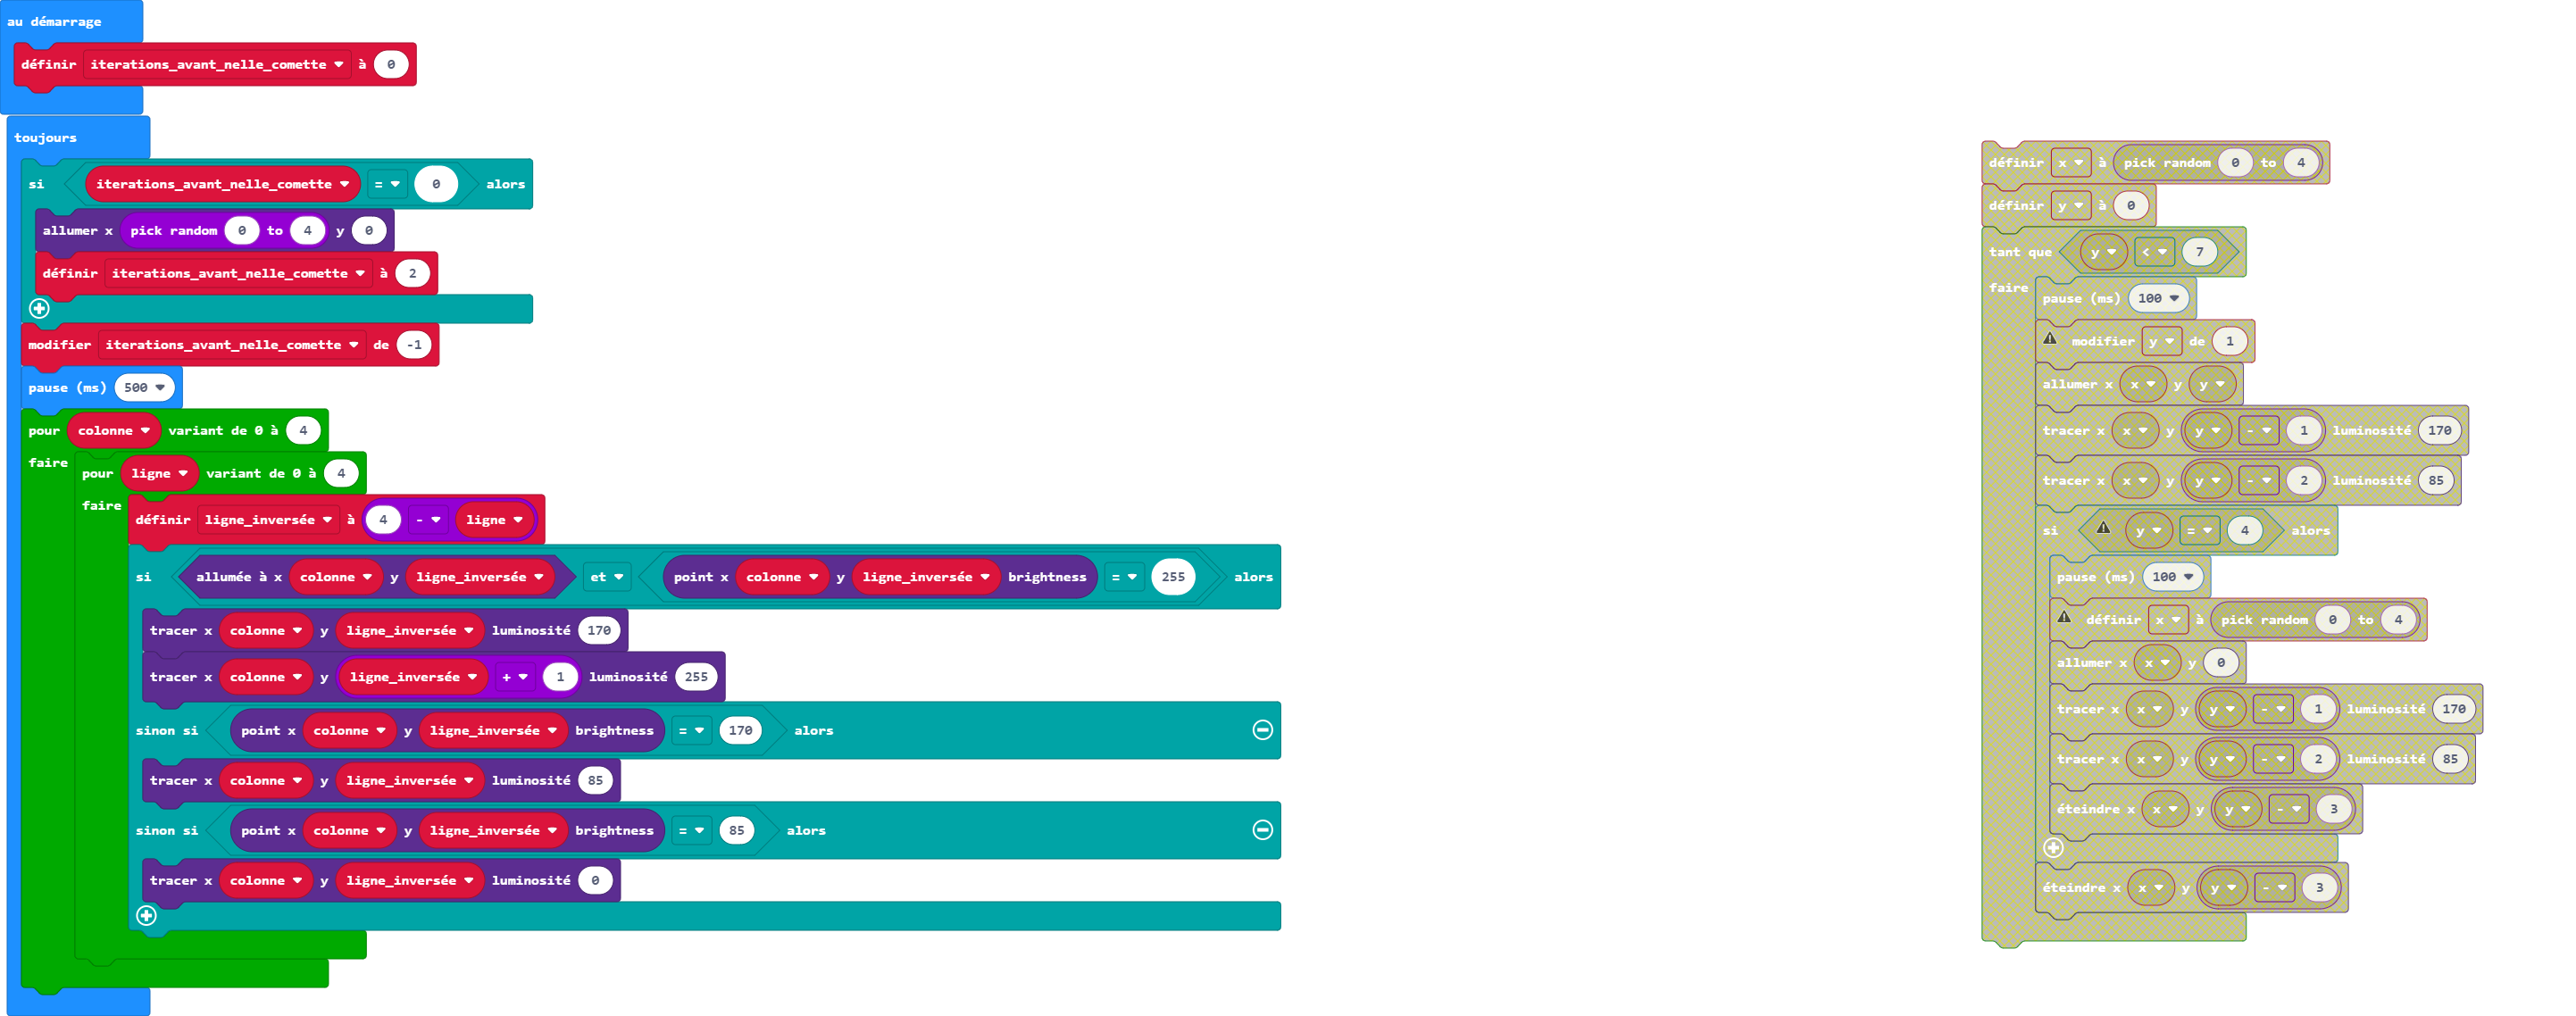 au démarrage
définir iterations_avant_nelle_comette à 0
toujours
si iterations_avant_nelle_comette = 0 alors
allumer x pick random 0 to 4 y 0
définir iterations_avant_nelle_comette à 2
modifier iterations_avant_nelle_comette de -1
pause (ms) 500
pour colonne variant de 0 à 4
faire
pour ligne variant de 0 à 4
faire
définir ligne_inversée à 4 - ligne
si allumée à x colonne y ligne_inversée et point x colonne y ligne_inversée brightness = 255 alors
tracer x colonne y ligne_inversée luminosité 170
tracer x colonne y ligne_inversée + 1 luminosité 255
sinon si point x colonne y ligne_inversée brightness = 170 alors
tracer x colonne y ligne_inversée luminosité 85
sinon si point x colonne y ligne_inversée brightness = 85 alors
tracer x colonne y ligne_inversée luminosité 0
définir x à pick random 0 to 4
définir y à 0
tant que y < 7
faire
pause (ms) 100
modifier y de 1
allumer x x y y
tracer x x y y - 1 luminosité 170
tracer x x y y - 2 luminosité 85
si y = 4 alors
pause (ms) 100
définir x à pick random 0 to 4
allumer x x y 0
tracer x x y y - 1 luminosité 170
tracer x x y y - 2 luminosité 85
éteindre x x y y - 3
éteindre x x y y - 3